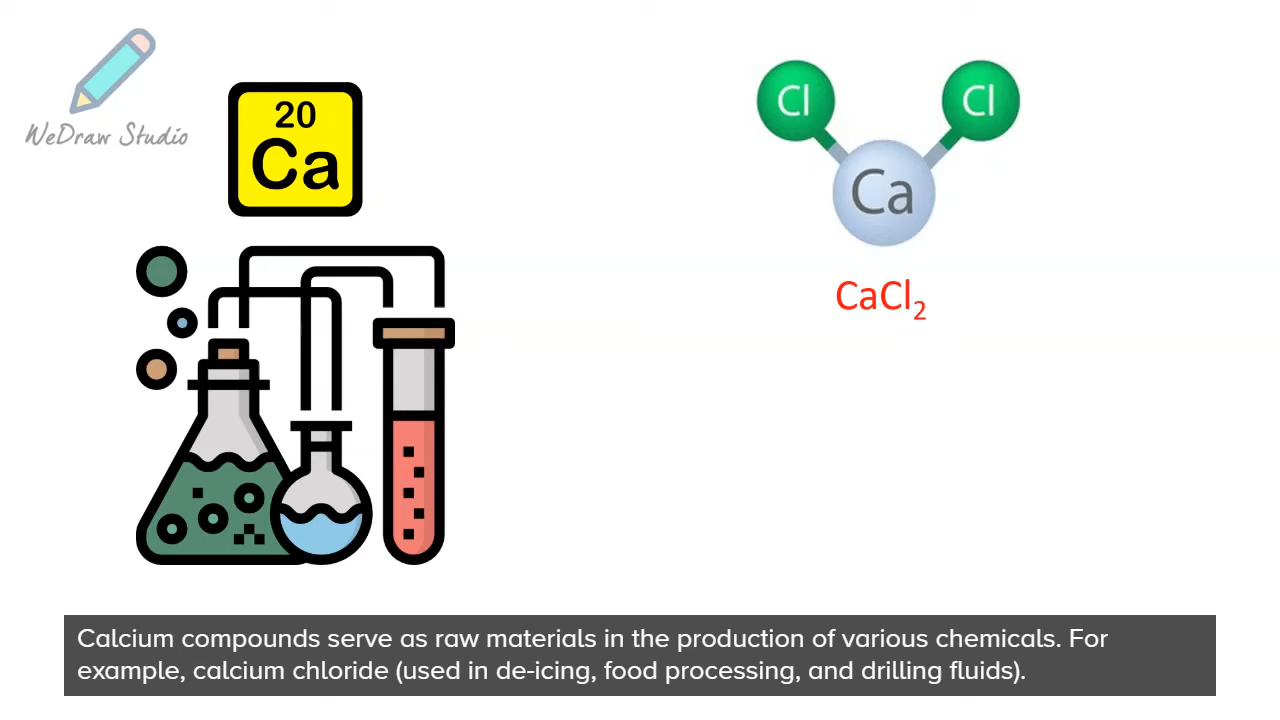 WeDraw Studio
20
Ca
Cl
Cl
Ca
CaCl₂
Calcium compounds serve as raw materials in the production of various chemicals. For
example, calcium chloride (used in de-icing, food processing, and drilling fluids).